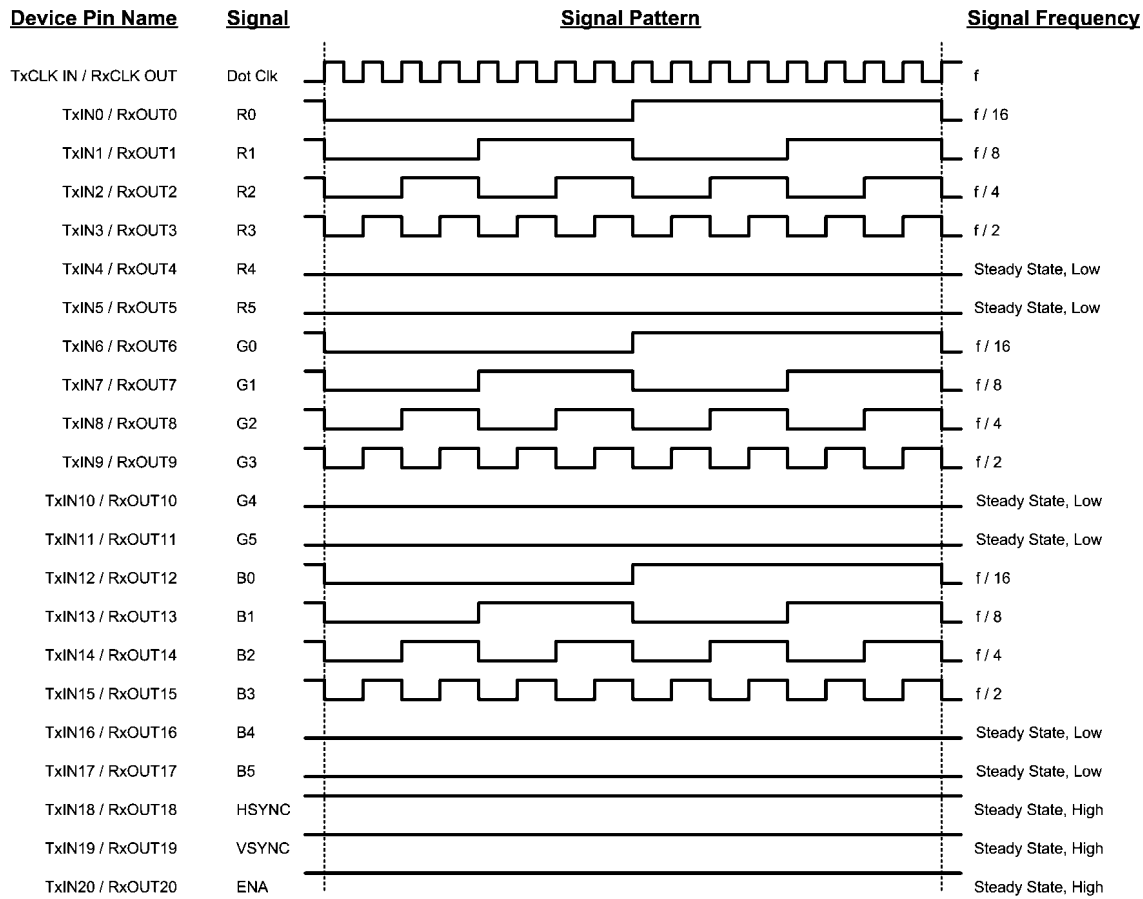 Device Pin Name Signal Signal Pattern Signal Frequency
TxCLK IN / RxCLK OUT Dot Clk f
TxIN0 / RxOUT0 R0 f / 16
TxIN1 / RxOUT1 R1 f / 8
TxIN2 / RxOUT2 R2 f / 4
TxIN3 / RxOUT3 R3 f / 2
TxIN4 / RxOUT4 R4 Steady State, Low
TxIN5 / RxOUT5 R5 Steady State, Low
TxIN6 / RxOUT6 G0 f / 16
TxIN7 / RxOUT7 G1 f / 8
TxIN8 / RxOUT8 G2 f / 4
TxIN9 / RxOUT9 G3 f / 2
TxIN10 / RxOUT10 G4 Steady State, Low
TxIN11 / RxOUT11 G5 Steady State, Low
TxIN12 / RxOUT12 B0 f / 16
TxIN13 / RxOUT13 B1 f / 8
TxIN14 / RxOUT14 B2 f / 4
TxIN15 / RxOUT15 B3 f / 2
TxIN16 / RxOUT16 B4 Steady State, Low
TxIN17 / RxOUT17 B5 Steady State, Low
TxIN18 / RxOUT18 HSYNC Steady State, High
TxIN19 / RxOUT19 VSYNC Steady State, High
TxIN20 / RxOUT20 ENA Steady State, High